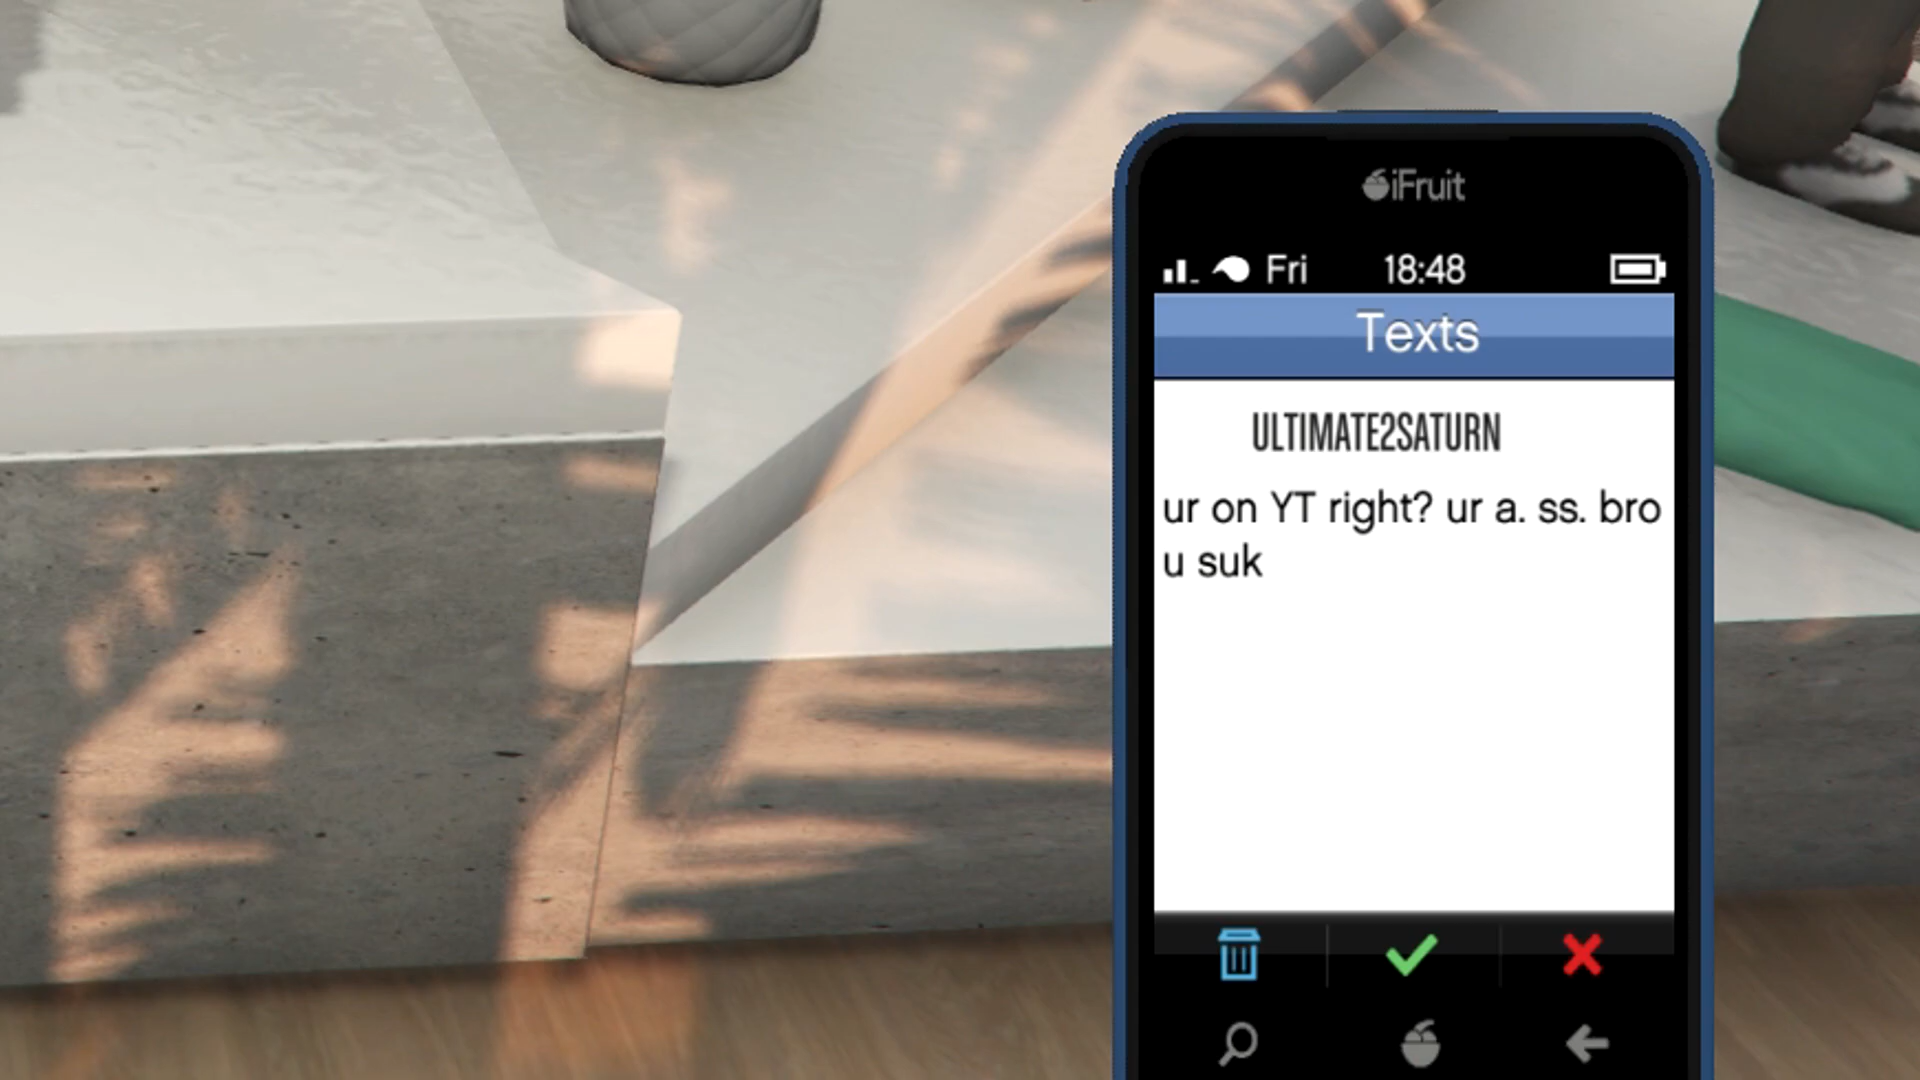 iFruit
Fri 18:48
Texts
ULTIMATE2SATURN
ur on YT right? ur a. ss. bro
u suk